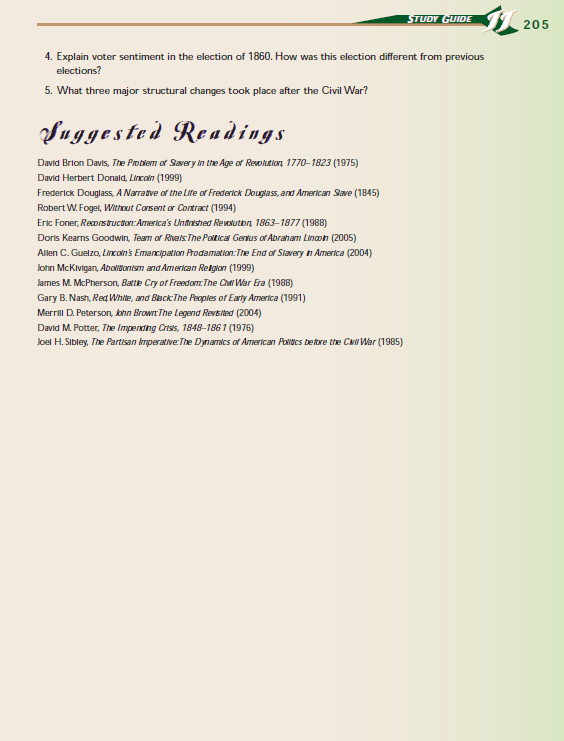 STUDY GUIDE 11 205
4. Explain voter sentiment in the election of 1860. How was this election different from previous
elections?
5. What three major structural changes took place after the Civil War?
Suggested Readings
David Brion Davis, The Problem of Slavery in the Age of Revolution, 1770–1823 (1975)
David Herbert Donald, Lincoln (1999)
Frederick Douglass, A Narrative of the Life of Frederick Douglass, and American Slave (1845)
Robert W. Fogel, Without Consent or Contract (1994)
Eric Foner, Reconstruction: America's Unfinished Revolution, 1863–1877 (1988)
Doris Kearns Goodwin, Team of Rivals: The Political Genius of Abraham Lincoln (2005)
Allen C. Guelzo, Lincoln's Emancipation Proclamation: The End of Slavery in America (2004)
John McKivigan, Abolitionism and American Religion (1999)
James M. McPherson, Battle Cry of Freedom: The Civil War Era (1988)
Gary B. Nash, Red, White, and Black: The Peoples of Early America (1991)
Merrill D. Peterson, John Brown: The Legend Revisited (2004)
David M. Potter, The Impending Crisis, 1848–1861 (1976)
Joel H. Sibley, The Partisan Imperative: The Dynamics of American Politics before the Civil War (1985)